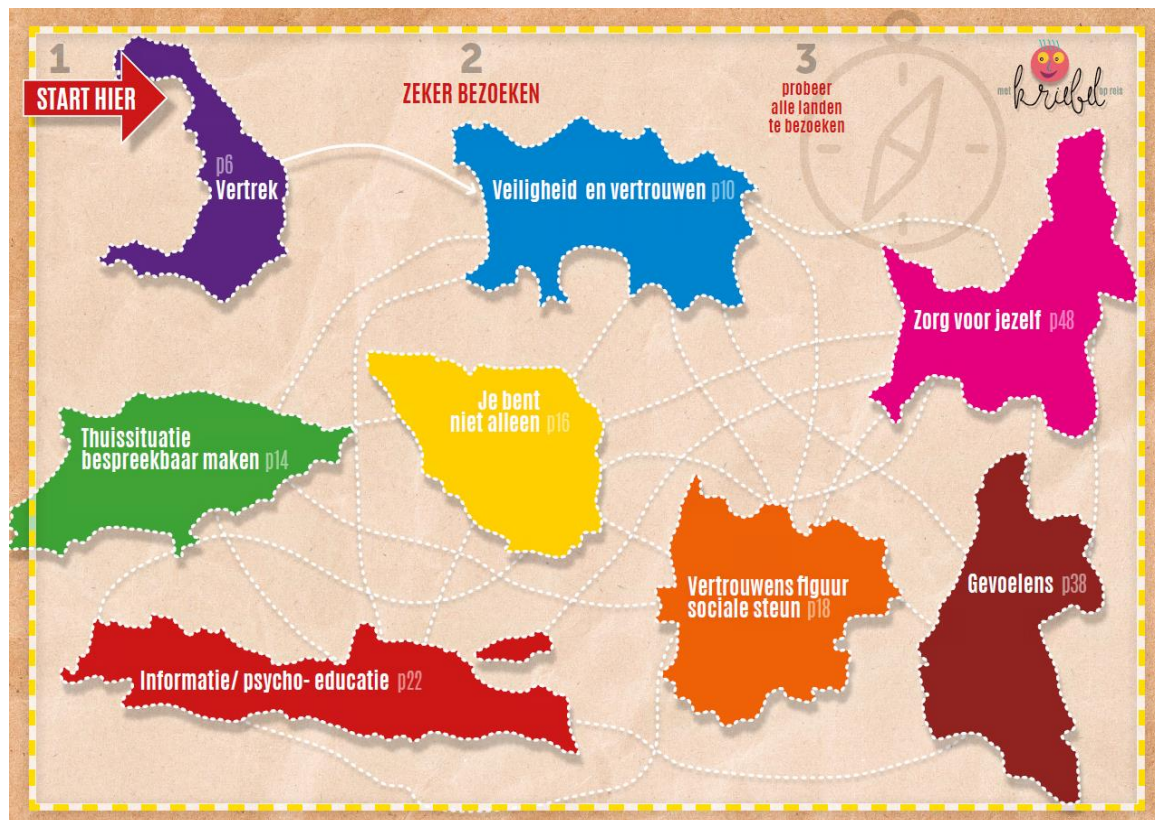 1
START HIER
2
ZEKER BEZOEKEN
3
probeer
alle landen
te bezoeken
met kriebel op reis
p6
Vertrek
Veiligheid en vertrouwen p10
Zorg voor jezelf p48
Je bent
niet alleen p16
Thuissituatie
bespreekbaar maken p14
Vertrouwens figuur
sociale steun p18
Gevoelens p38
Informatie/ psycho- educatie p22